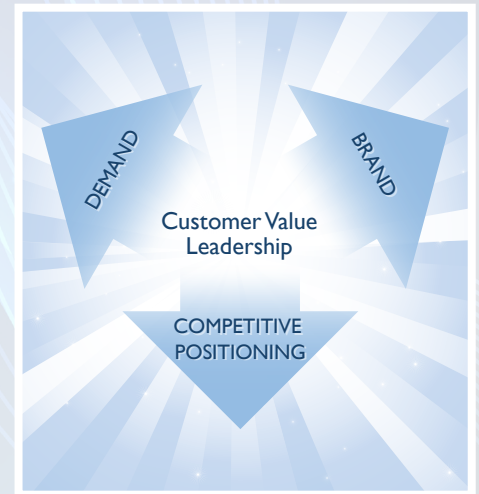 DEMAND
BRAND
Customer Value
Leadership
COMPETITIVE
POSITIONING